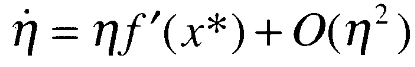 η̇ = ηf′(x*) + O(η²)